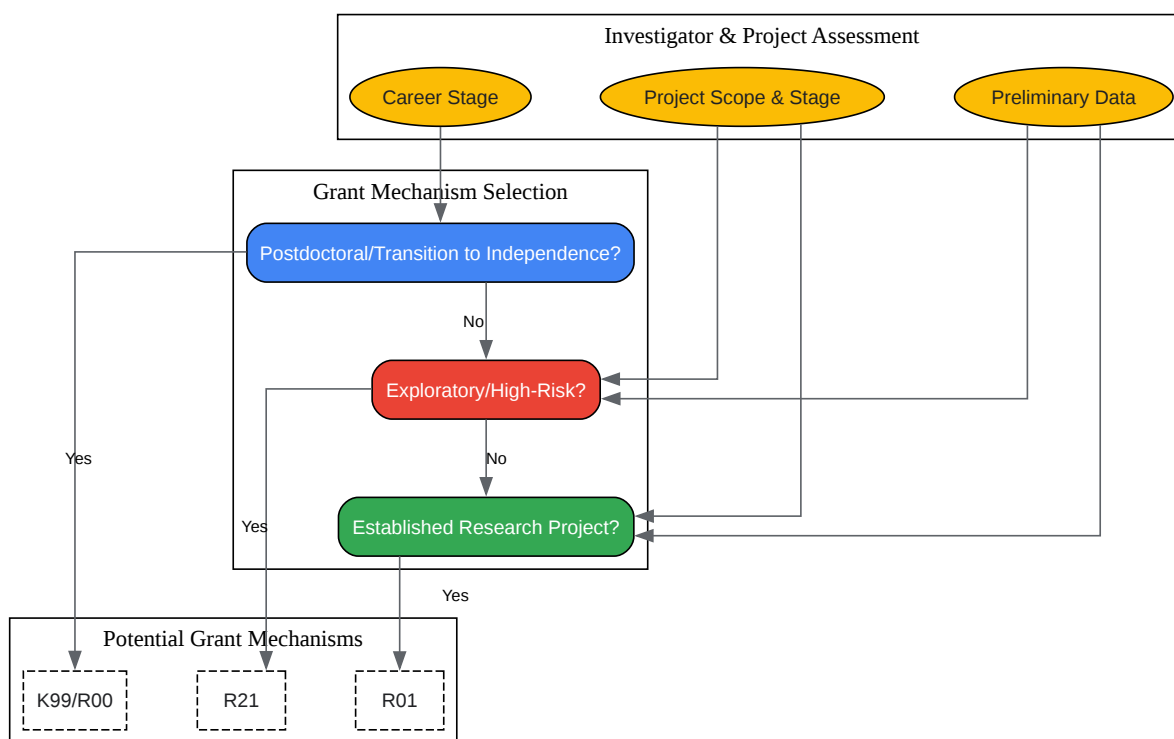 Investigator & Project Assessment
Career Stage
Project Scope & Stage
Preliminary Data
Grant Mechanism Selection
Postdoctoral/Transition to Independence?
No
Exploratory/High-Risk?
Yes
No
Established Research Project?
Yes
Yes
Potential Grant Mechanisms
K99/R00
R21
R01